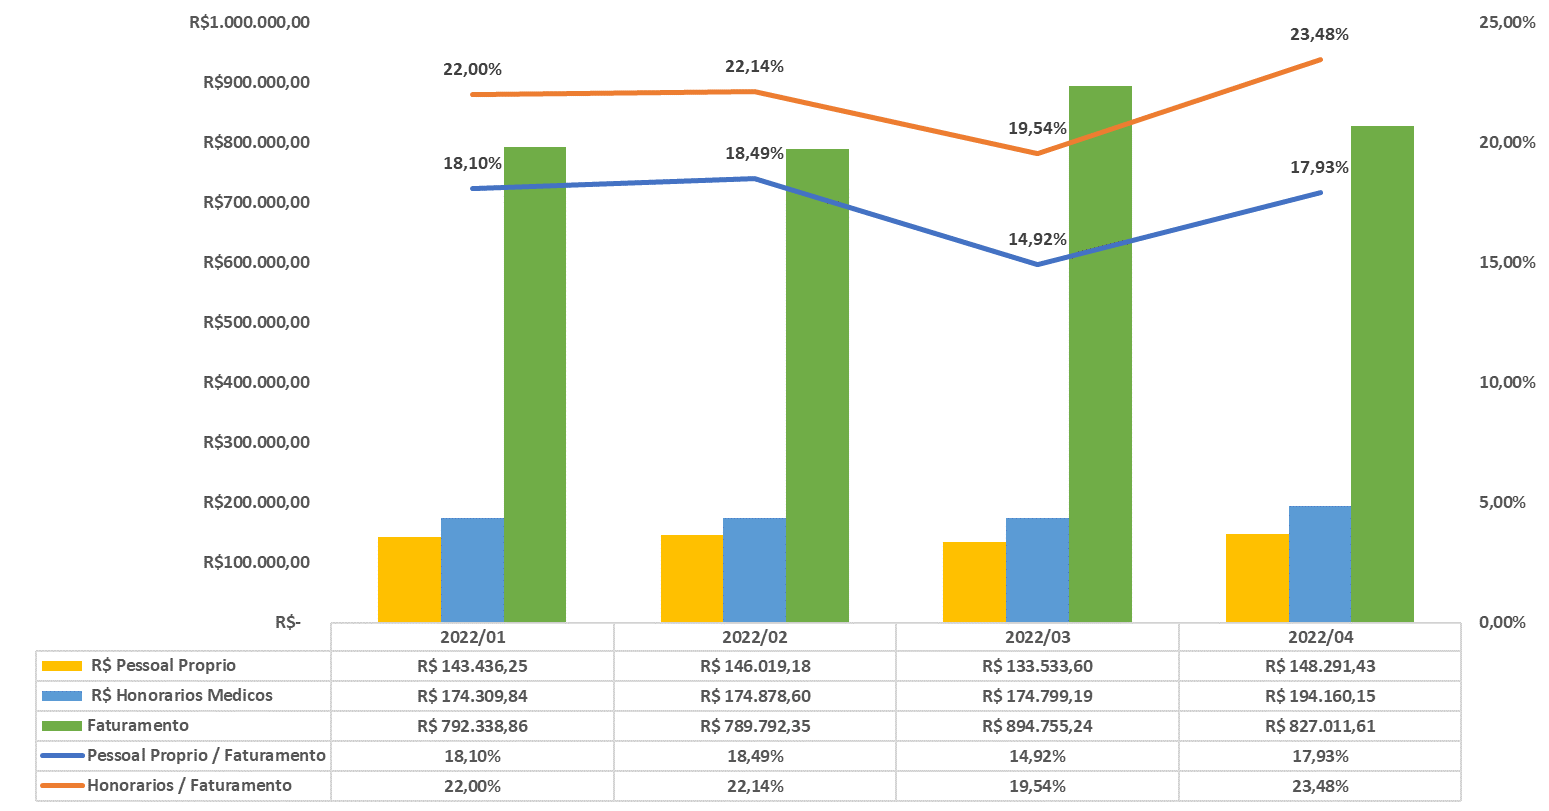 R$1.000.000,00
25,00%
23,48%
R$900.000,00
22,00%
22,14%
19,54%
R$800.000,00
20,00%
18,10%
18,49%
17,93%
R$700.000,00
14,92%
R$600.000,00
15,00%
R$500.000,00
R$400.000,00
10,00%
R$300.000,00
R$200.000,00
5,00%
R$100.000,00
R$-
0,00%
2022/01 2022/02 2022/03 2022/04
R$ Pessoal Proprio R$ 143.436,25 R$ 146.019,18 R$ 133.533,60 R$ 148.291,43
R$ Honorarios Medicos R$ 174.309,84 R$ 174.878,60 R$ 174.799,19 R$ 194.160,15
Faturamento R$ 792.338,86 R$ 789.792,35 R$ 894.755,24 R$ 827.011,61
Pessoal Proprio / Faturamento 18,10% 18,49% 14,92% 17,93%
Honorarios / Faturamento 22,00% 22,14% 19,54% 23,48%